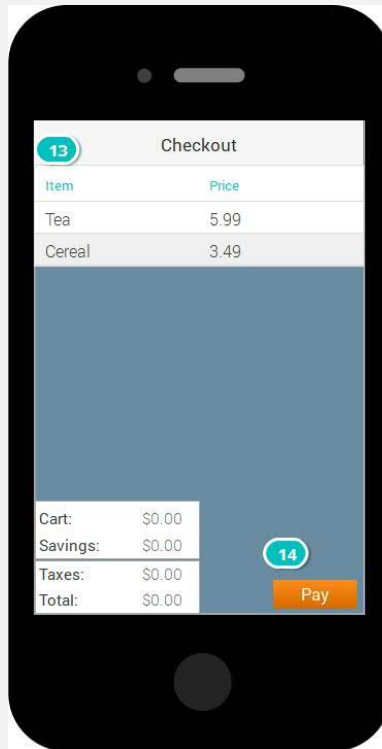 13 Checkout
Item Price
Tea 5.99
Cereal 3.49
Cart: $0.00
Savings: $0.00
14
Taxes: $0.00
Total: $0.00
Pay